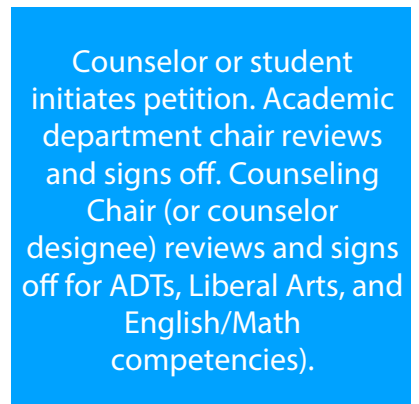 Counselor or student
initiates petition. Academic
department chair reviews
and signs off. Counseling
Chair (or counselor
designee) reviews and signs
off for ADTs, Liberal Arts, and
English/Math
competencies).